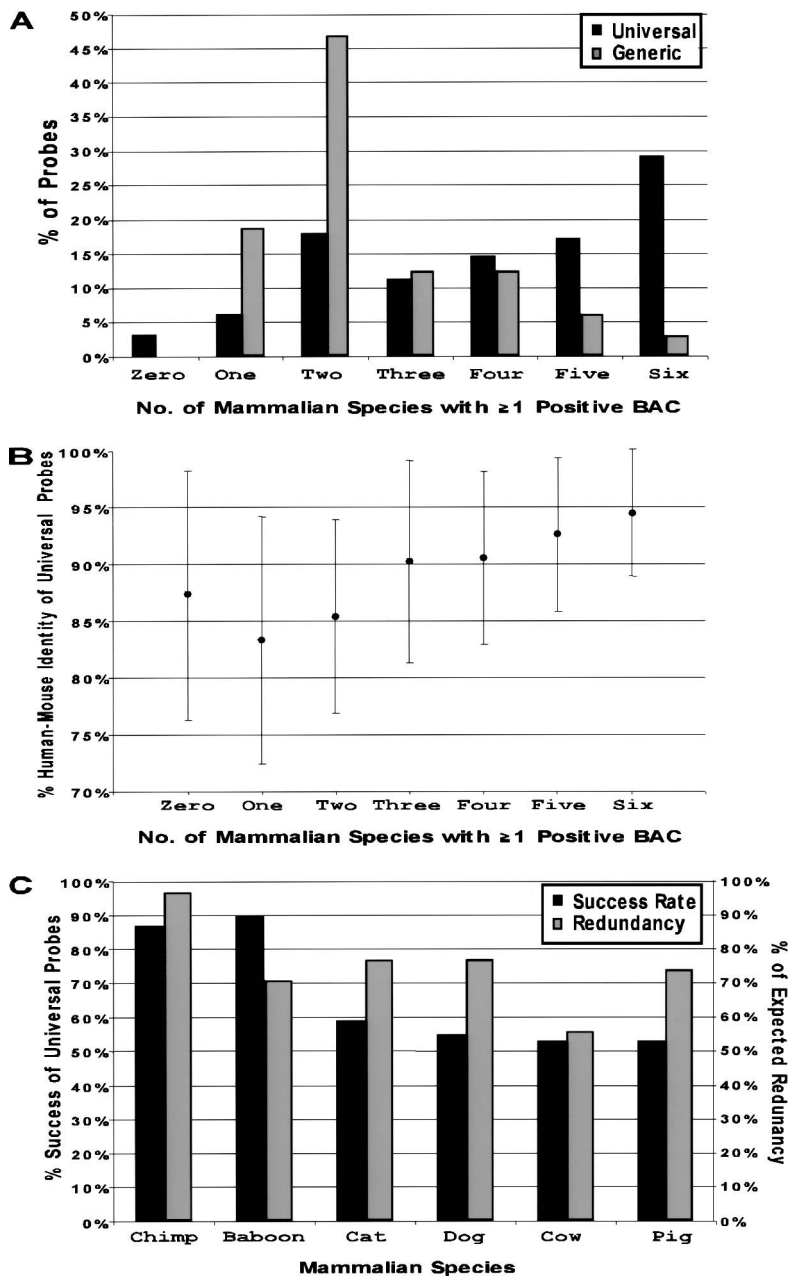 A
50%
45%
40%
35%
30%
25%
20%
15%
10%
5%
0%
% of Probes
Universal
Generic
Zero One Two Three Four Five Six
No. of Mammalian Species with ≥1 Positive BAC
B
100%
95%
90%
85%
80%
75%
70%
% Human-Mouse Identity of Universal Probes
Zero One Two Three Four Five Six
No. of Mammalian Species with ≥1 Positive BAC
C
100%
90%
80%
70%
60%
50%
40%
30%
20%
10%
0%
% Success of Universal Probes
Success Rate
Redundancy
100%
90%
80%
70%
60%
50%
40%
30%
20%
10%
0%
% of Expected Redunancy
Chimp Baboon Cat Dog Cow Pig
Mammalian Species